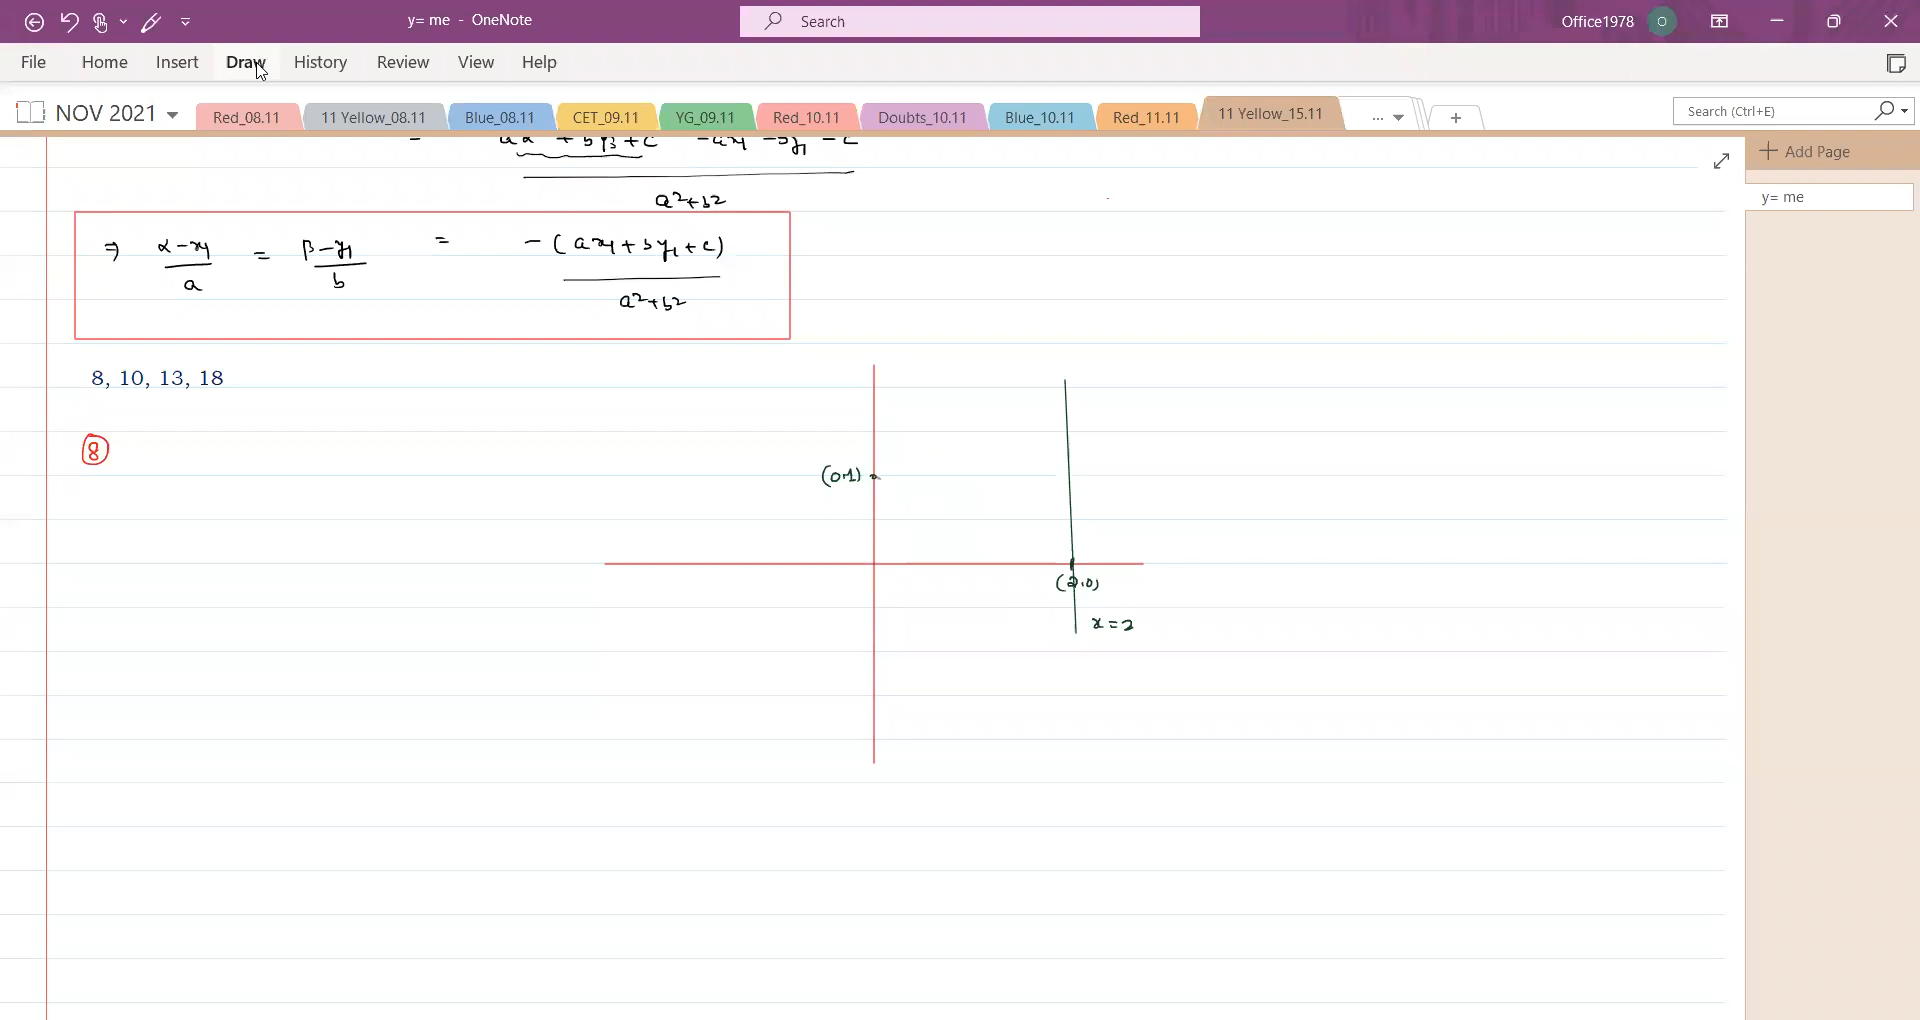 y= me - OneNote
Search
Office1978
O
File Home Insert Draw History Review View Help
NOV 2021
Red_08.11
11 Yellow_08.11
Blue_08.11
CET_09.11
YG_09.11
Red_10.11
Doubts_10.11
Blue_10.11
Red_11.11
11 Yellow_15.11
...
+
Search (Ctrl+E)
+ Add Page
y= me
a²+b²
⇒ α-x₁ / a = β-y₁ / b = -(ax₁+by₁+c) / a²+b²
8, 10, 13, 18
8
(0,1)
(2,0)
x=2